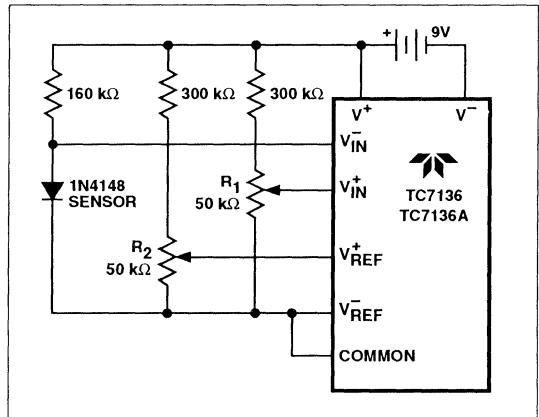 + 9V
160 kΩ 300 kΩ 300 kΩ
V+ V−
V−IN
1N4148
SENSOR
R1
50 kΩ
V+IN
TC7136
TC7136A
R2
50 kΩ
V+REF
V−REF
COMMON